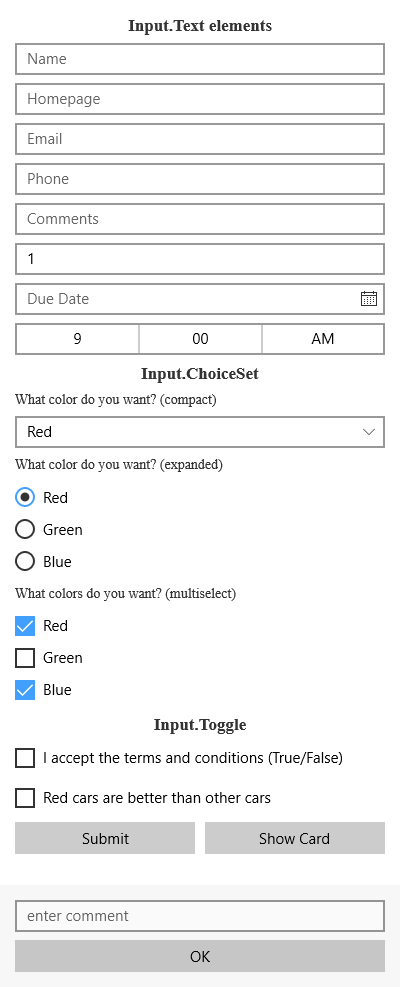 Input.Text elements
Name
Homepage
Email
Phone
Comments
1
Due Date
9 00 AM
Input.ChoiceSet
What color do you want? (compact)
Red
What color do you want? (expanded)
Red
Green
Blue
What colors do you want? (multiselect)
Red
Green
Blue
Input.Toggle
I accept the terms and conditions (True/False)
Red cars are better than other cars
Submit Show Card
enter comment
OK